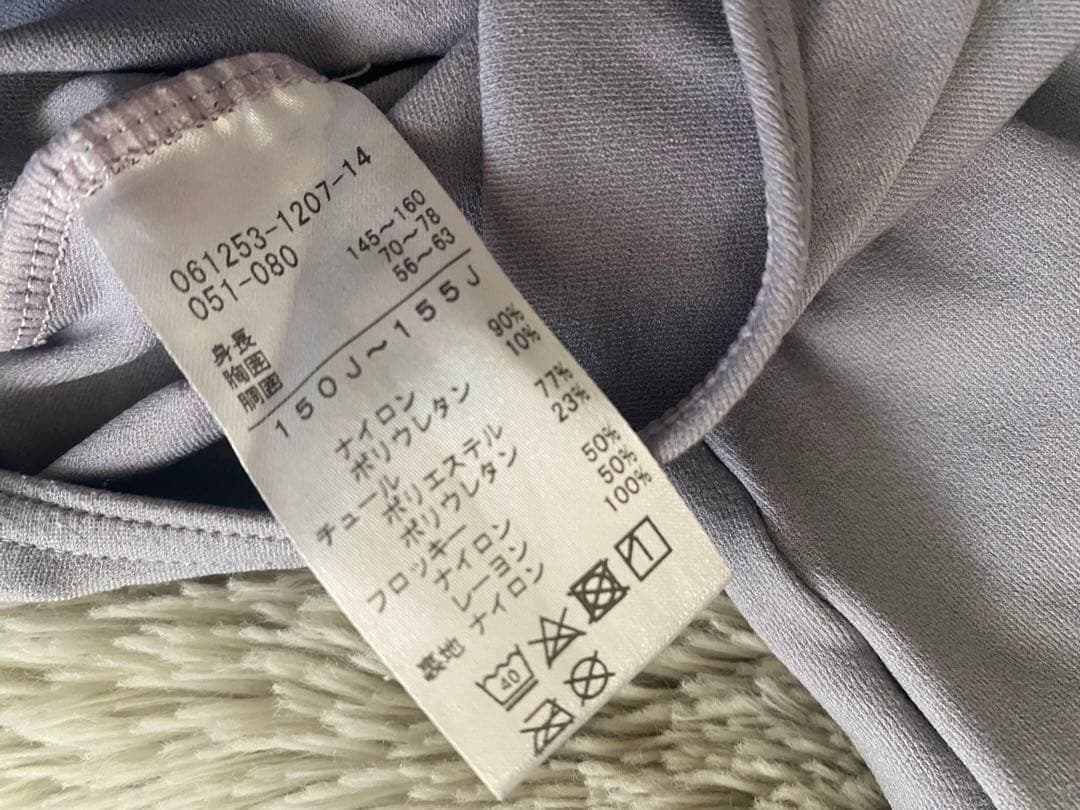 061253-1207-14
051-080
身長 145~160
胸囲 70~78
胴囲 56~63
150J~155J
ナイロン 90%
ポリウレタン 10%
チュール ポリエステル 77%
ポリウレタン 23%
フロッキー
ナイロン 50%
レーヨン 50%
裏地 ナイロン 100%
40
1